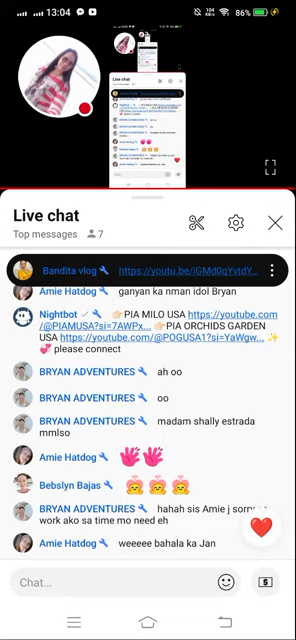 13:04
104
KB/s
86%
Live chat
Live chat
Top messages 7
Bandita vlog https://youtu.be/iGMd0qYvtdY...
Amie Hatdog ganyan ka nman idol Bryan
Nightbot PIA MILO USA https://youtube.com
/@PIAMUSA?si=7AWPx... PIA ORCHIDS GARDEN
USA https://youtube.com/@POGUSA1?si=YaWgw...
please connect
BRYAN ADVENTURES ah oo
BRYAN ADVENTURES oo
BRYAN ADVENTURES madam shally estrada
mmlso
Amie Hatdog
Bebslyn Bajas
BRYAN ADVENTURES hahah sis Amie j sorry
work ako sa time mo need eh
Amie Hatdog weeeee bahala ka Jan
Chat...